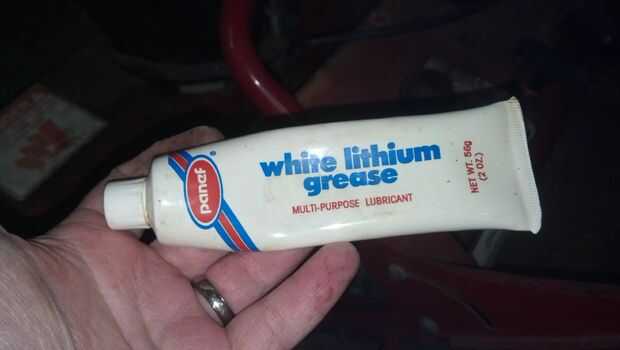 panef
®
white lithium
grease
MULTI-PURPOSE LUBRICANT
NET WT. 56g
(2 OZ.)